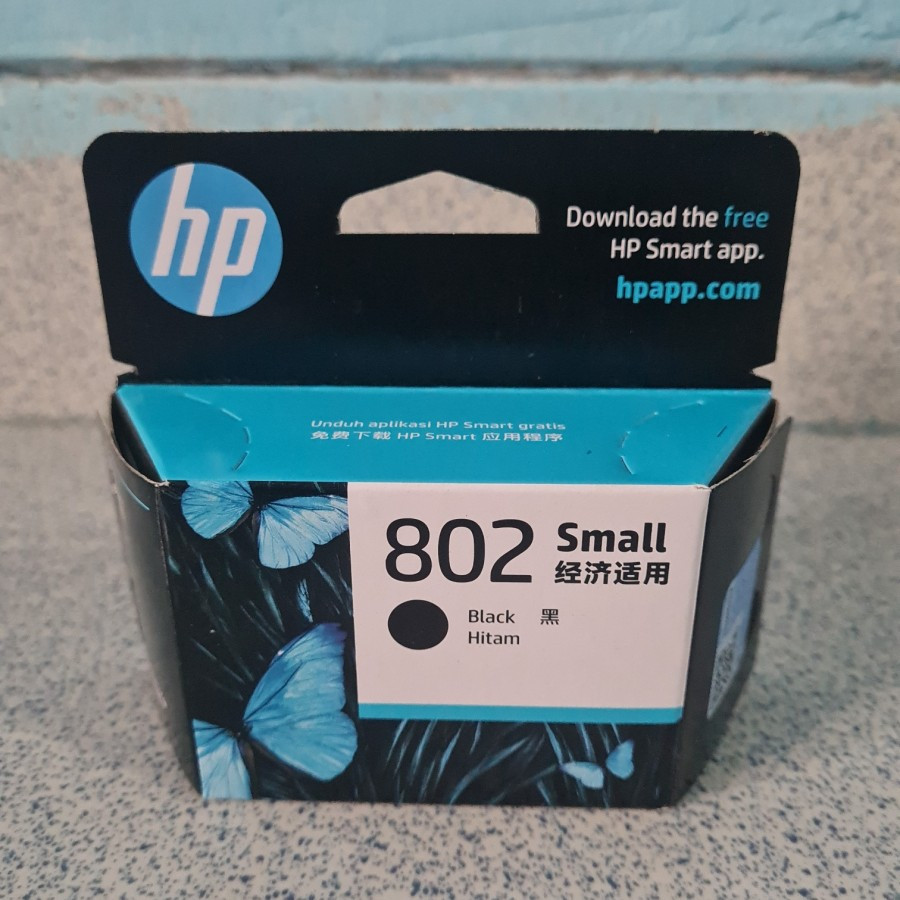 hp
Download the free
HP Smart app.
hpapp.com
Unduh aplikasi HP Smart gratis
免费下载 HP Smart 应用程序
802 Small
经济适用
Black 黑
Hitam